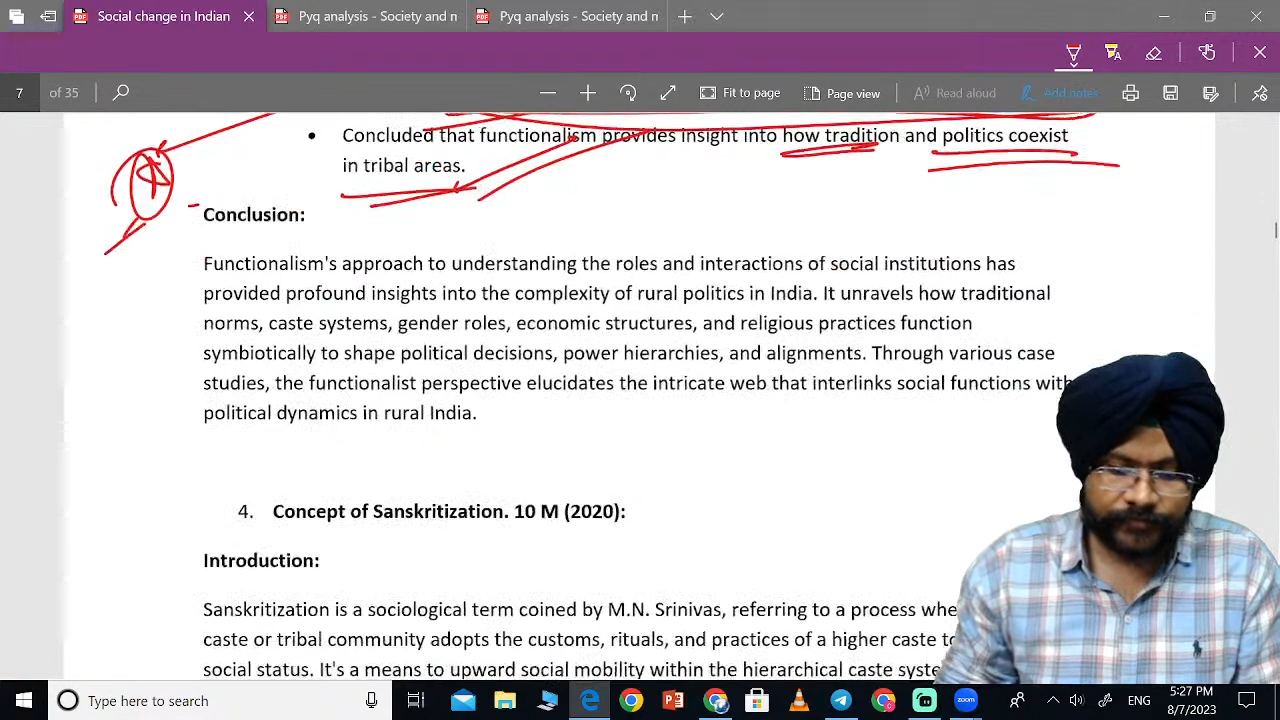 Social change in Indian
Pyq analysis - Society and n
Pyq analysis - Society and n
7 of 35
Fit to page
Page view
Read aloud
Add notes
• Concluded that functionalism provides insight into how tradition and politics coexist
in tribal areas.
Conclusion:
Functionalism's approach to understanding the roles and interactions of social institutions has
provided profound insights into the complexity of rural politics in India. It unravels how traditional
norms, caste systems, gender roles, economic structures, and religious practices function
symbiotically to shape political decisions, power hierarchies, and alignments. Through various case
studies, the functionalist perspective elucidates the intricate web that interlinks social functions with
political dynamics in rural India.
4. Concept of Sanskritization. 10 M (2020):
Introduction:
Sanskritization is a sociological term coined by M.N. Srinivas, referring to a process whe
caste or tribal community adopts the customs, rituals, and practices of a higher caste to
social status. It's a means to upward social mobility within the hierarchical caste syste
Type here to search
ENG
5:27 PM
8/7/2023
zoom